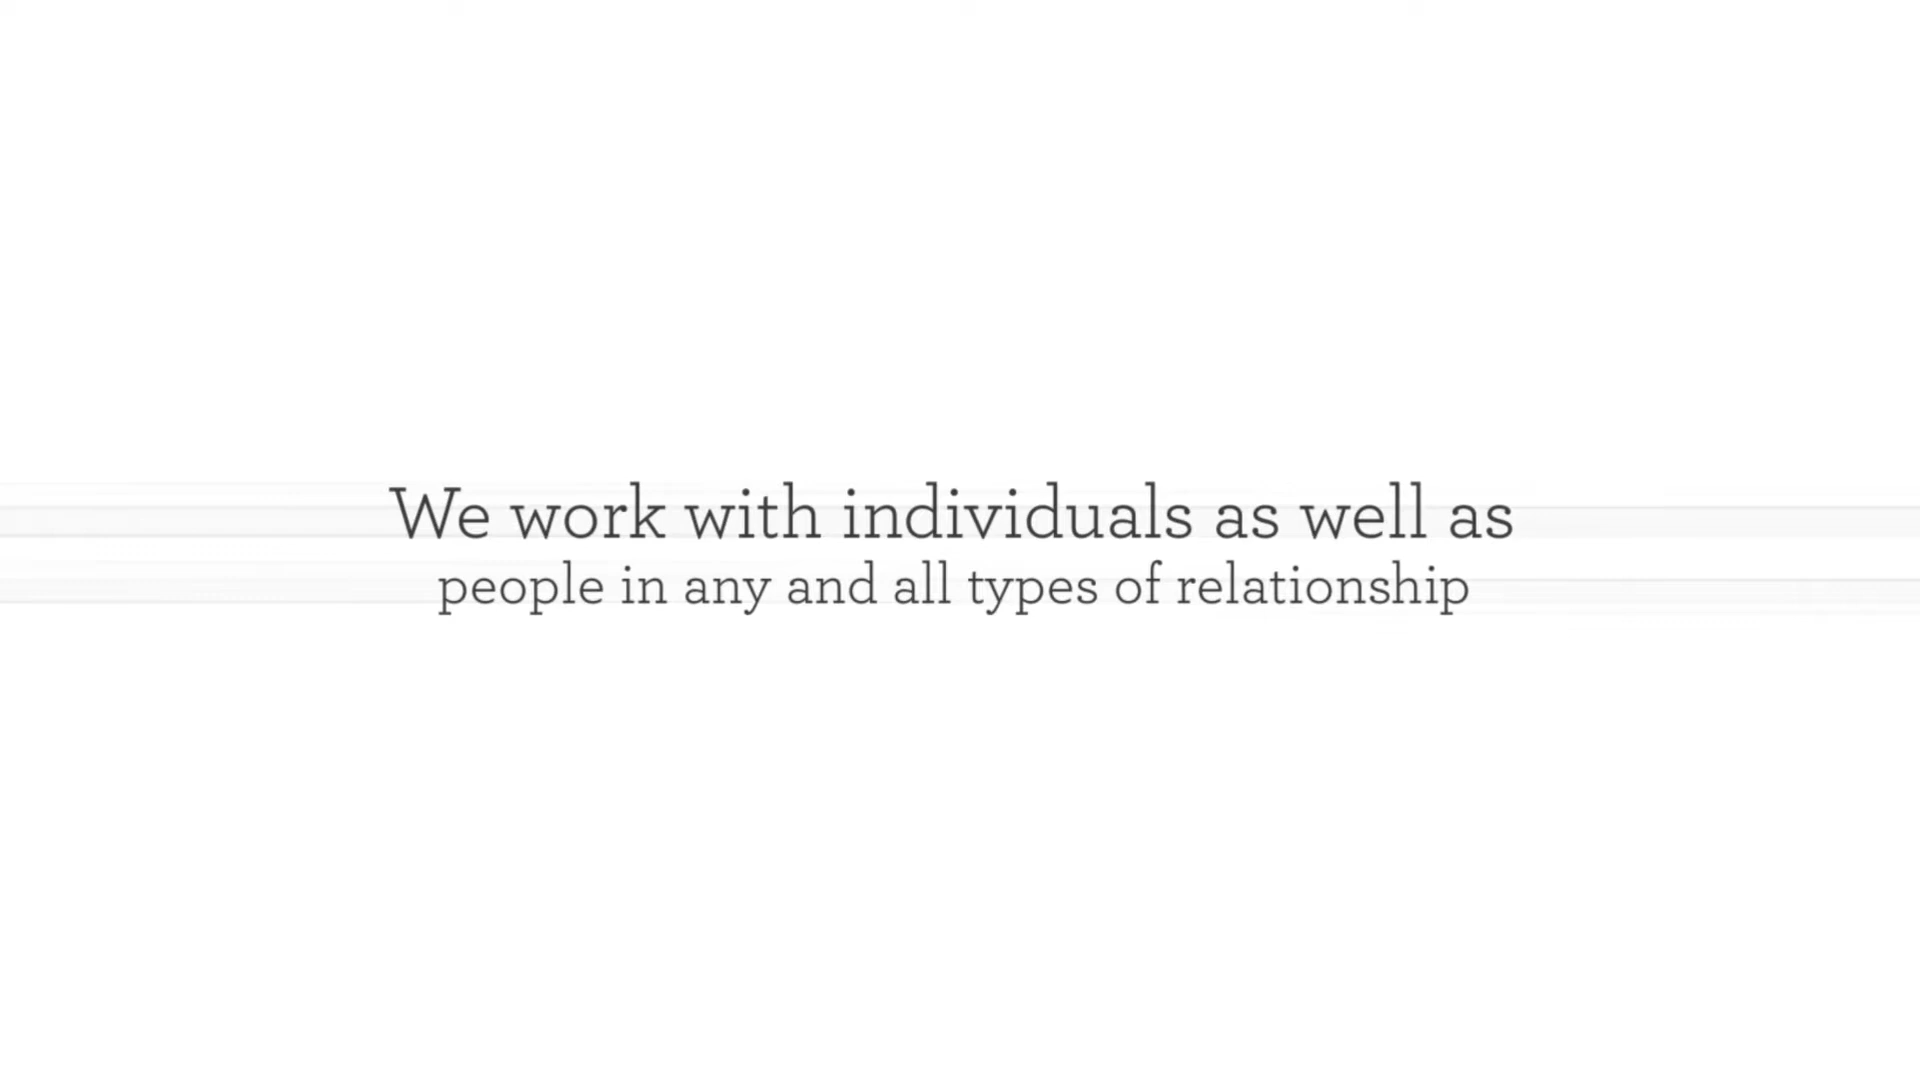 We work with individuals as well as
people in any and all types of relationship